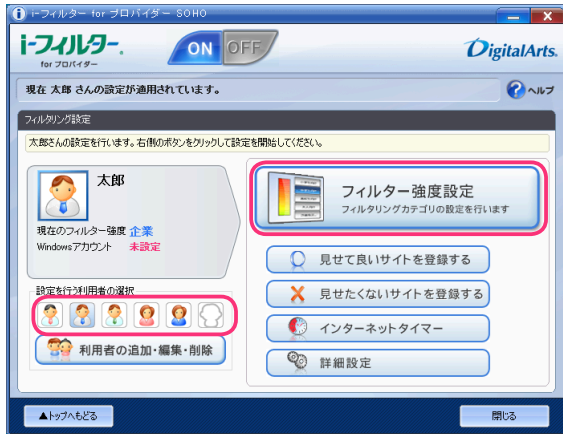 i-フィルター for プロバイダー SOHO
i-フィルター.
for プロバイダー
ON OFF
DigitalArts.
現在 太郎 さんの設定が適用されています。
ヘルプ
フィルタリング設定
太郎さんの設定を行います。右側のボタンをクリックして設定を開始してください。
太郎
現在のフィルター強度 企業
Windowsアカウント 未設定
設定を行う利用者の選択
利用者の追加・編集・削除
フィルター強度設定
フィルタリングカテゴリの設定を行います
見せて良いサイトを登録する
見せたくないサイトを登録する
インターネットタイマー
詳細設定
▲トップへもどる
閉じる